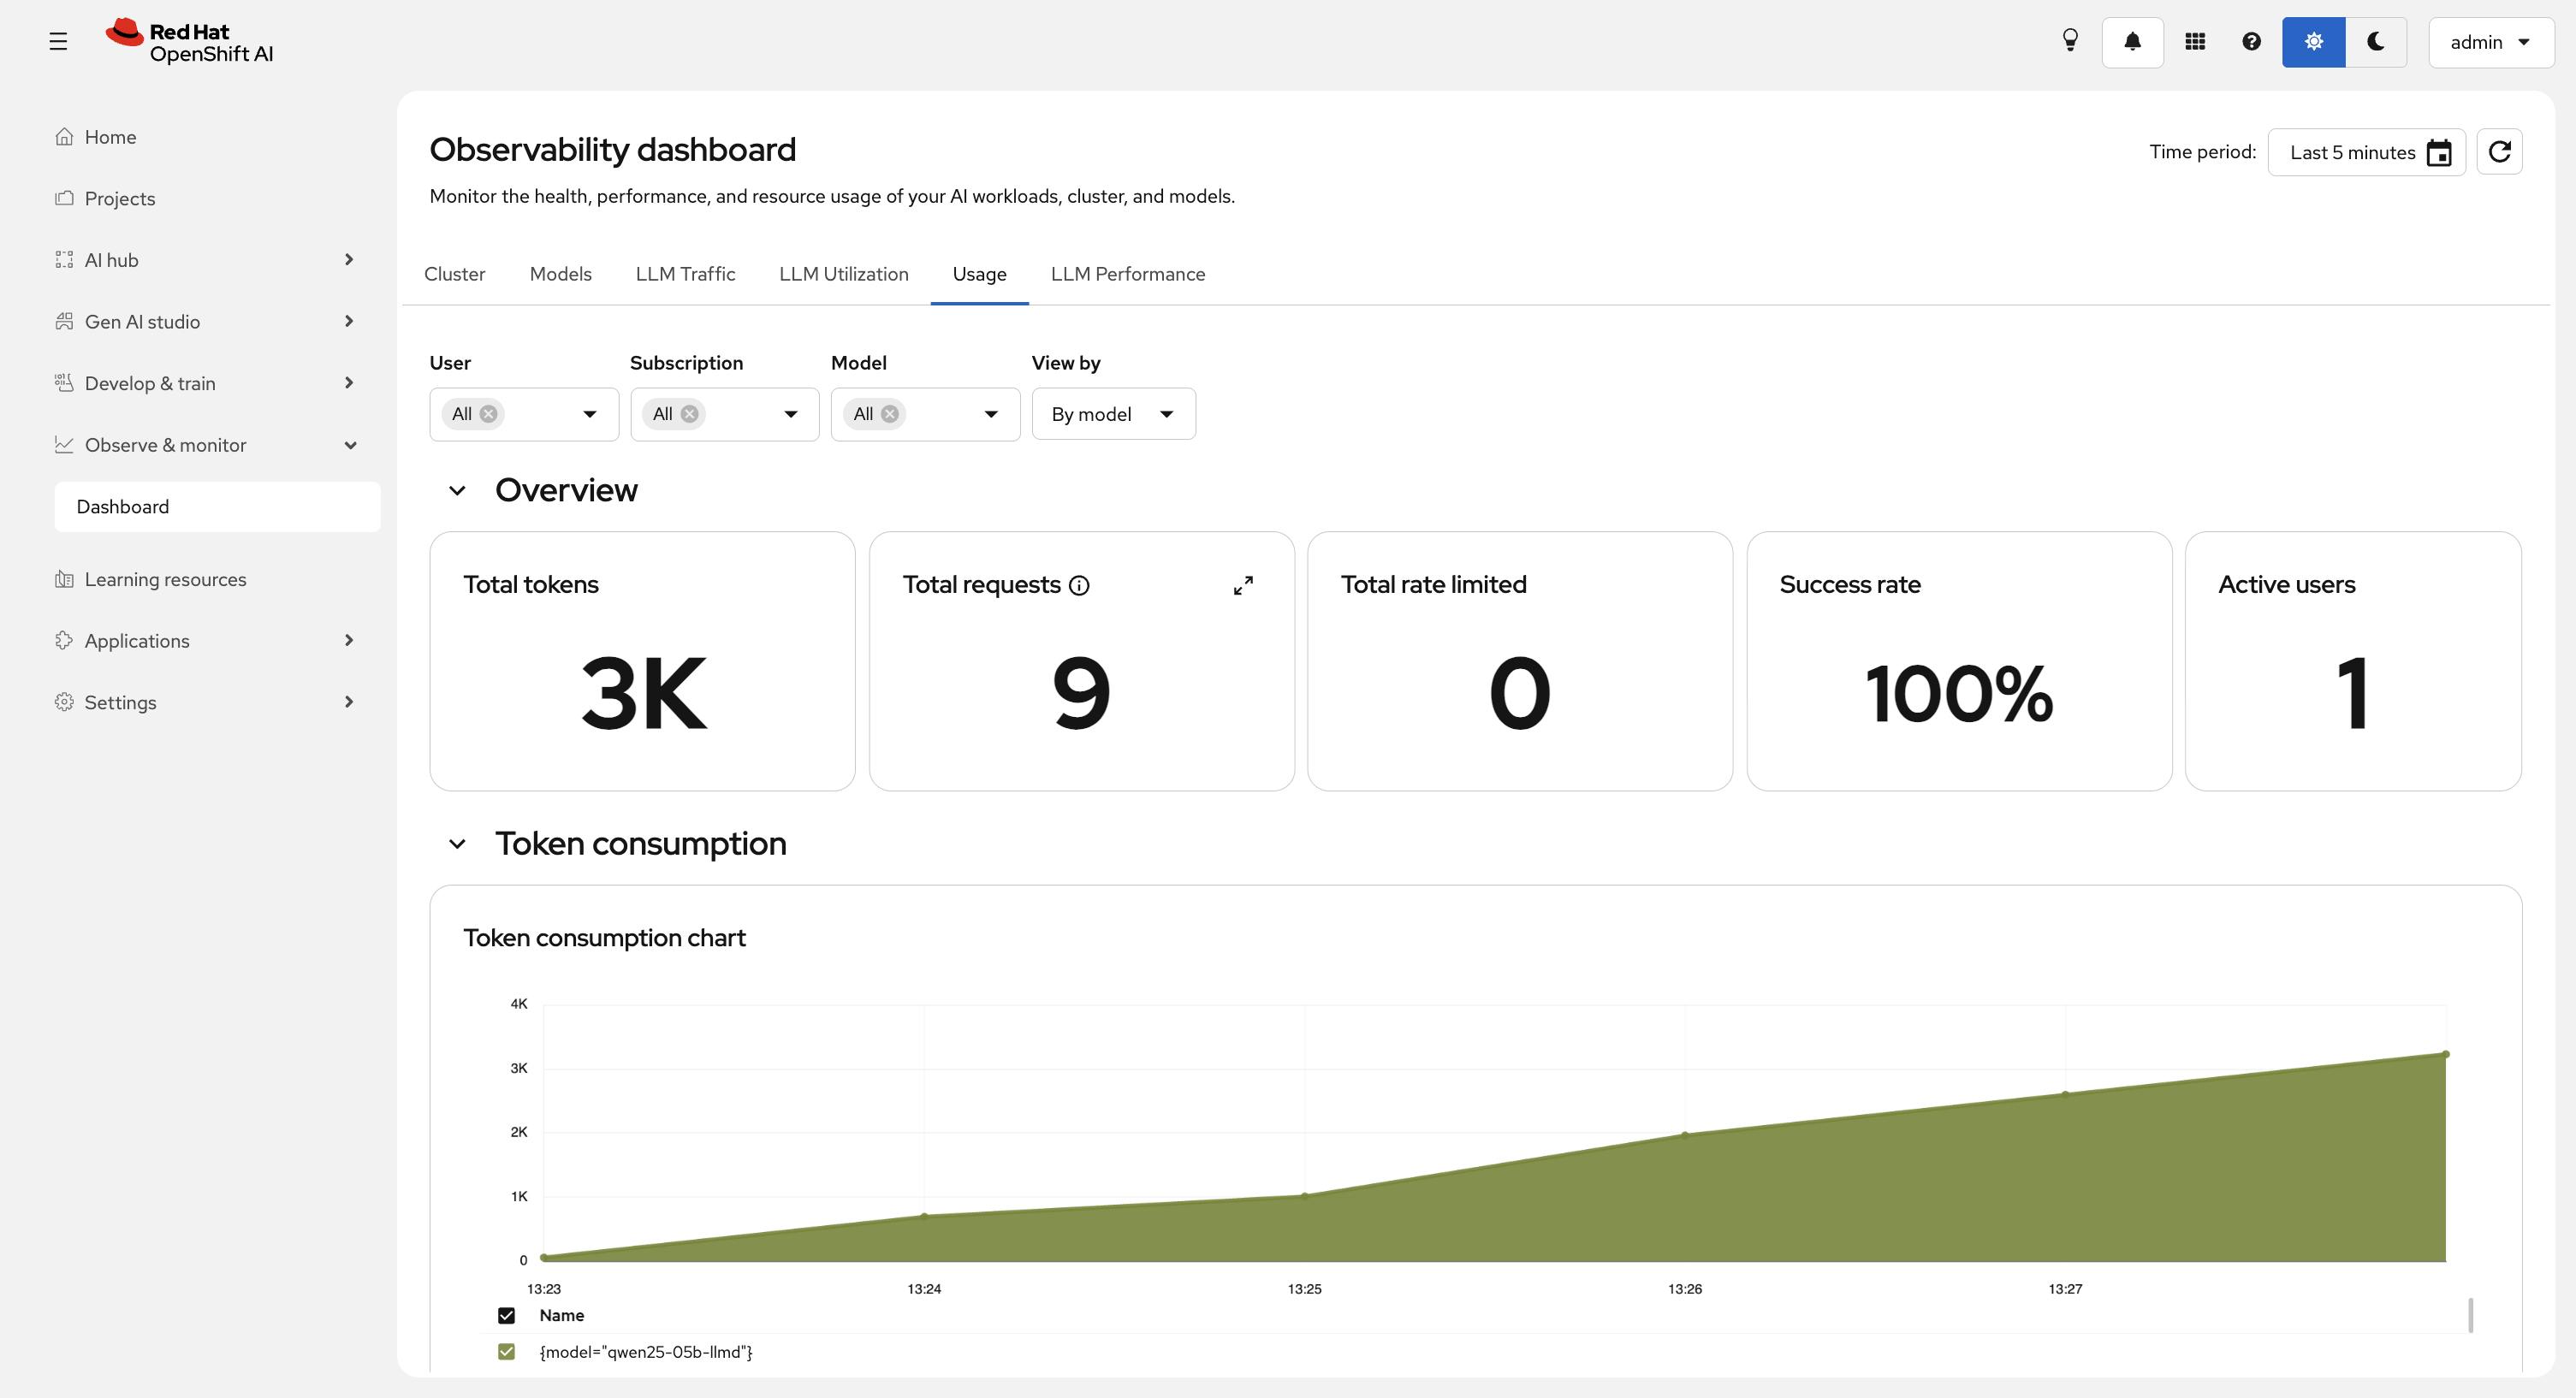 Red Hat
OpenShift AI
admin
Home
Projects
AI hub
Gen AI studio
Develop & train
Observe & monitor
Dashboard
Learning resources
Applications
Settings
Observability dashboard
Monitor the health, performance, and resource usage of your AI workloads, cluster, and models.
Time period:
Last 5 minutes
Cluster
Models
LLM Traffic
LLM Utilization
Usage
LLM Performance
User
Subscription
Model
View by
All
All
All
By model
Overview
Total tokens
3K
Total requests
9
Total rate limited
0
Success rate
100%
Active users
1
Token consumption
Token consumption chart
4K
3K
2K
1K
0
13:23
13:24
13:25
13:26
13:27
Name
{model="qwen25-05b-llmd"}